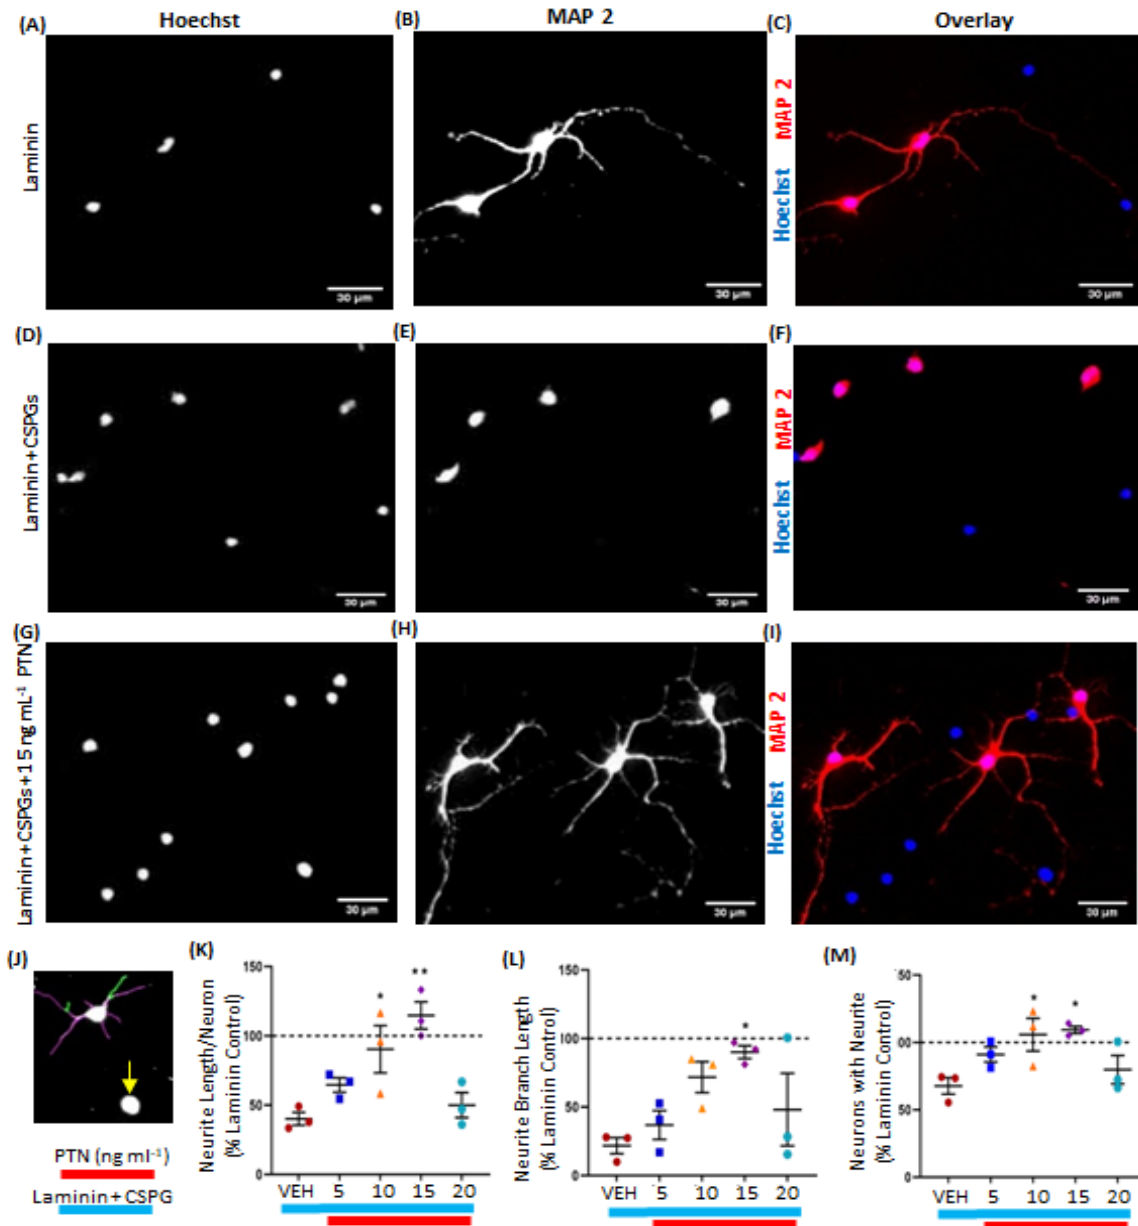 (A) Hoechst (B) MAP 2 (C) Overlay
Laminin
Hoechst MAP 2
30 µm
30 µm
30 µm
(D) (E) (F)
Laminin + CSPGs
Hoechst MAP 2
30 µm
30 µm
30 µm
(G) (H) (I)
Laminin + CSPGs + 15 ng mL⁻¹ PTN
Hoechst MAP 2
30 µm
30 µm
30 µm
(J)
PTN (ng ml⁻¹)
Laminin + CSPG
(K)
Neurite Length/Neuron
(% Laminin Control)
150
100
50
0
* **
VEH 5 10 15 20
(L)
Neurite Branch Length
(% Laminin Control)
150
100
50
0
*
VEH 5 10 15 20
(M)
Neurons with Neurite
(% Laminin Control)
50
00
50
0
* *
VEH 5 10 15 20